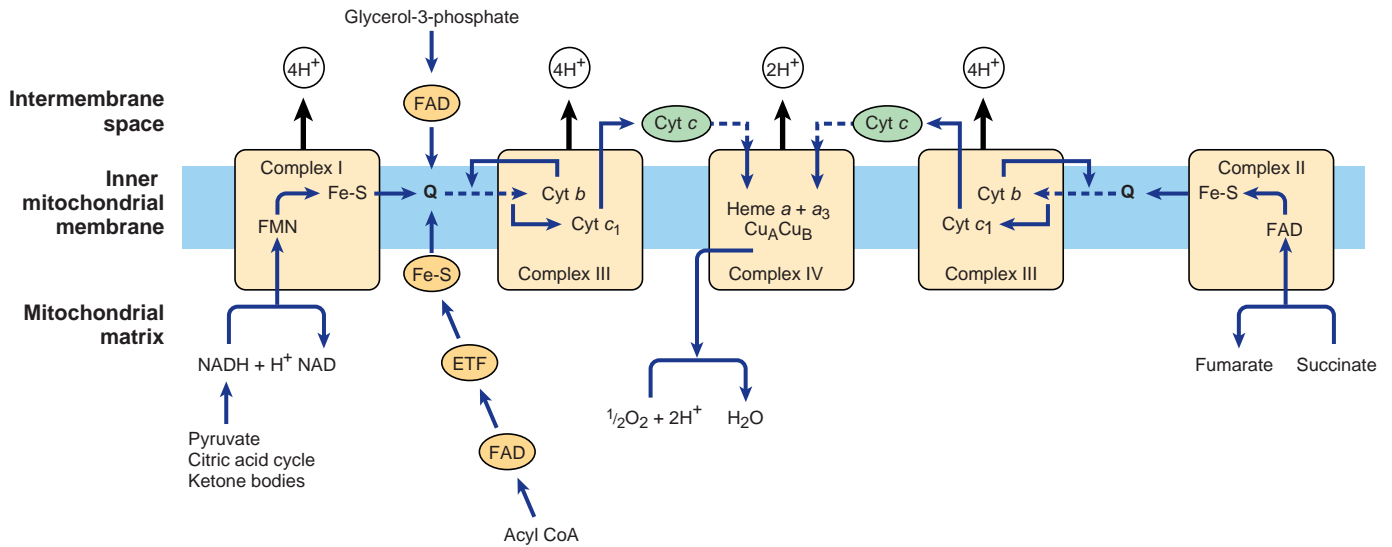 Glycerol-3-phosphate
4H⁺
4H⁺
2H⁺
4H⁺
Intermembrane
space
FAD
Cyt c
Cyt c
Inner
mitochondrial
membrane
Complex I
Fe-S
FMN
Q
Cyt b
Cyt c₁
Complex III
Heme a + a₃
Cu_ACu_B
Complex IV
Cyt b
Cyt c₁
Complex III
Q
Complex II
Fe-S
FAD
Fe-S
Mitochondrial
matrix
NADH + H⁺ NAD
ETF
Fumarate
Succinate
½O₂ + 2H⁺
H₂O
Pyruvate
Citric acid cycle
Ketone bodies
FAD
Acyl CoA